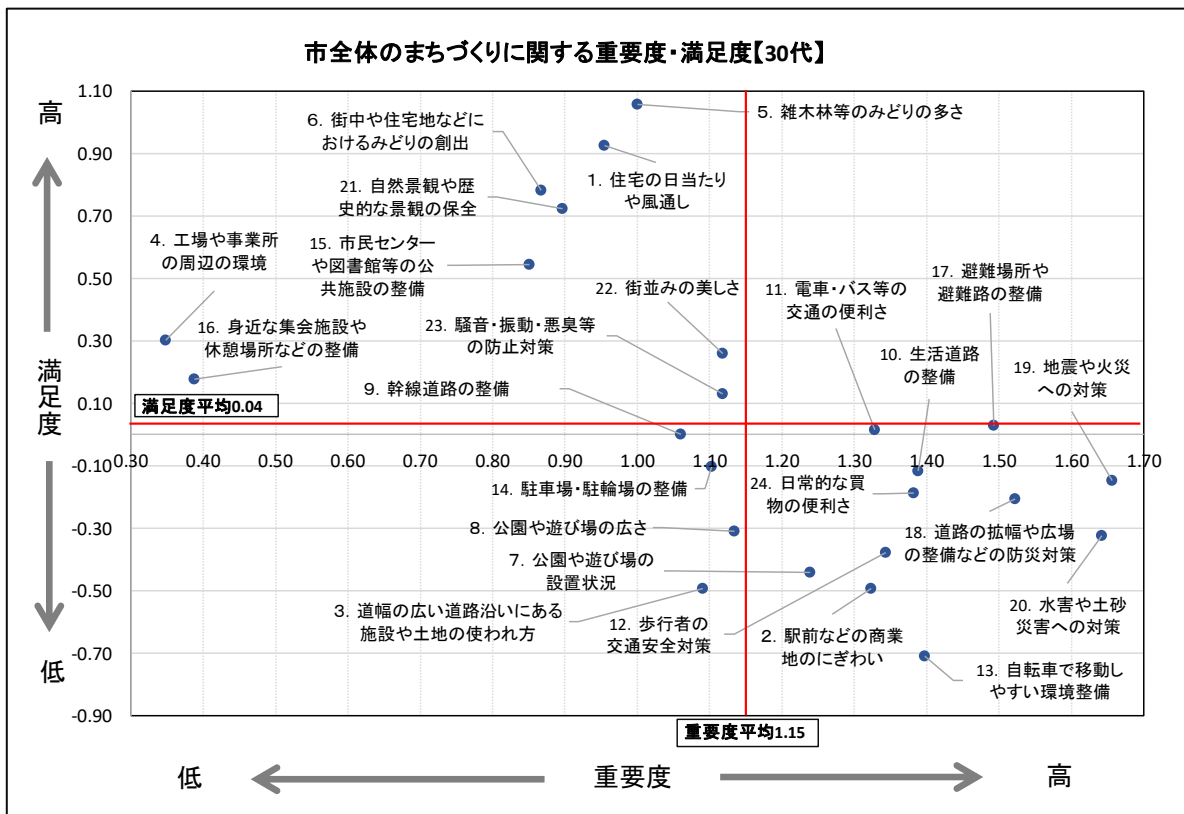 市全体のまちづくりに関する重要度・満足度【30代】
高
満足度
低
1.10
0.90
0.70
0.50
0.30
0.10
-0.10
-0.30
-0.50
-0.70
-0.90
0.30
0.40
0.50
0.60
0.70
0.80
0.90
1.00
1.10
1.20
1.30
1.40
1.50
1.60
1.70
5. 雑木林等のみどりの多さ
6. 街中や住宅地などに
おけるみどりの創出
1. 住宅の日当たり
や風通し
21. 自然景観や歴
史的な景観の保全
4. 工場や事業所
の周辺の環境
15. 市民センター
や図書館等の公
共施設の整備
17. 避難場所や
避難路の整備
22. 街並みの美しさ
11. 電車・バス等の
交通の便利さ
16. 身近な集会施設や
休憩場所などの整備
23. 騒音・振動・悪臭等
の防止対策
10. 生活道路
の整備
19. 地震や火災
への対策
9. 幹線道路の整備
満足度平均0.04
14. 駐車場・駐輪場の整備
24. 日常的な買
物の便利さ
8. 公園や遊び場の広さ
18. 道路の拡幅や広場
の整備などの防災対策
7. 公園や遊び場の
設置状況
3. 道幅の広い道路沿いにある
施設や土地の使われ方
12. 歩行者の
交通安全対策
2. 駅前などの商業
地のにぎわい
20. 水害や土砂
災害への対策
13. 自転車で移動し
やすい環境整備
重要度平均1.15
低
重要度
高